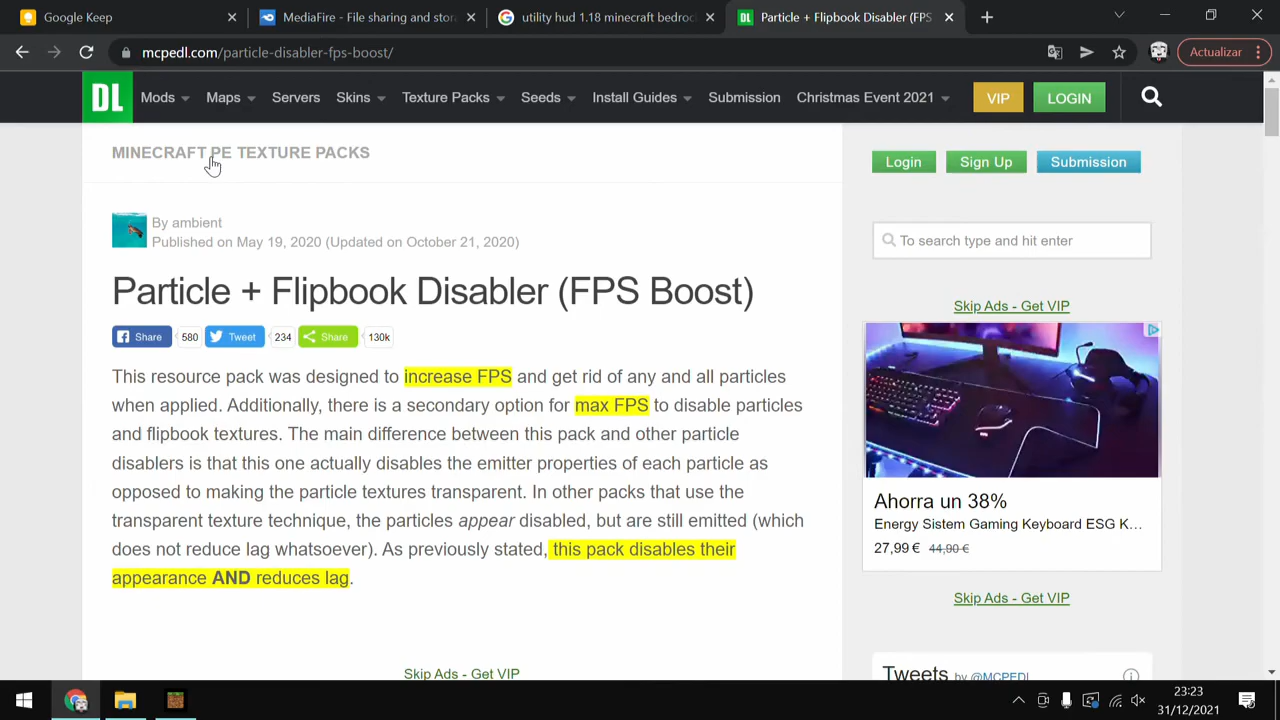 Google Keep
MediaFire - File sharing and stora
utility hud 1.18 minecraft bedroc
Particle + Flipbook Disabler (FPS
mcpedl.com/particle-disabler-fps-boost/
Actualizar
DL
Mods
Maps
Servers
Skins
Texture Packs
Seeds
Install Guides
Submission
Christmas Event 2021
VIP
LOGIN
MINECRAFT PE TEXTURE PACKS
Login
Sign Up
Submission
By ambient
Published on May 19, 2020 (Updated on October 21, 2020)
To search type and hit enter
Particle + Flipbook Disabler (FPS Boost)
Share
580
Tweet
234
Share
130k
This resource pack was designed to increase FPS and get rid of any and all particles
when applied. Additionally, there is a secondary option for max FPS to disable particles
and flipbook textures. The main difference between this pack and other particle
disablers is that this one actually disables the emitter properties of each particle as
opposed to making the particle textures transparent. In other packs that use the
transparent texture technique, the particles appear disabled, but are still emitted (which
does not reduce lag whatsoever). As previously stated, this pack disables their
appearance AND reduces lag.
Skip Ads - Get VIP
Skip Ads - Get VIP
Ahorra un 38%
Energy Sistem Gaming Keyboard ESG K...
27,99 € 44,90 €
Skip Ads - Get VIP
Tweets by @MCPEDL
23:23
31/12/2021